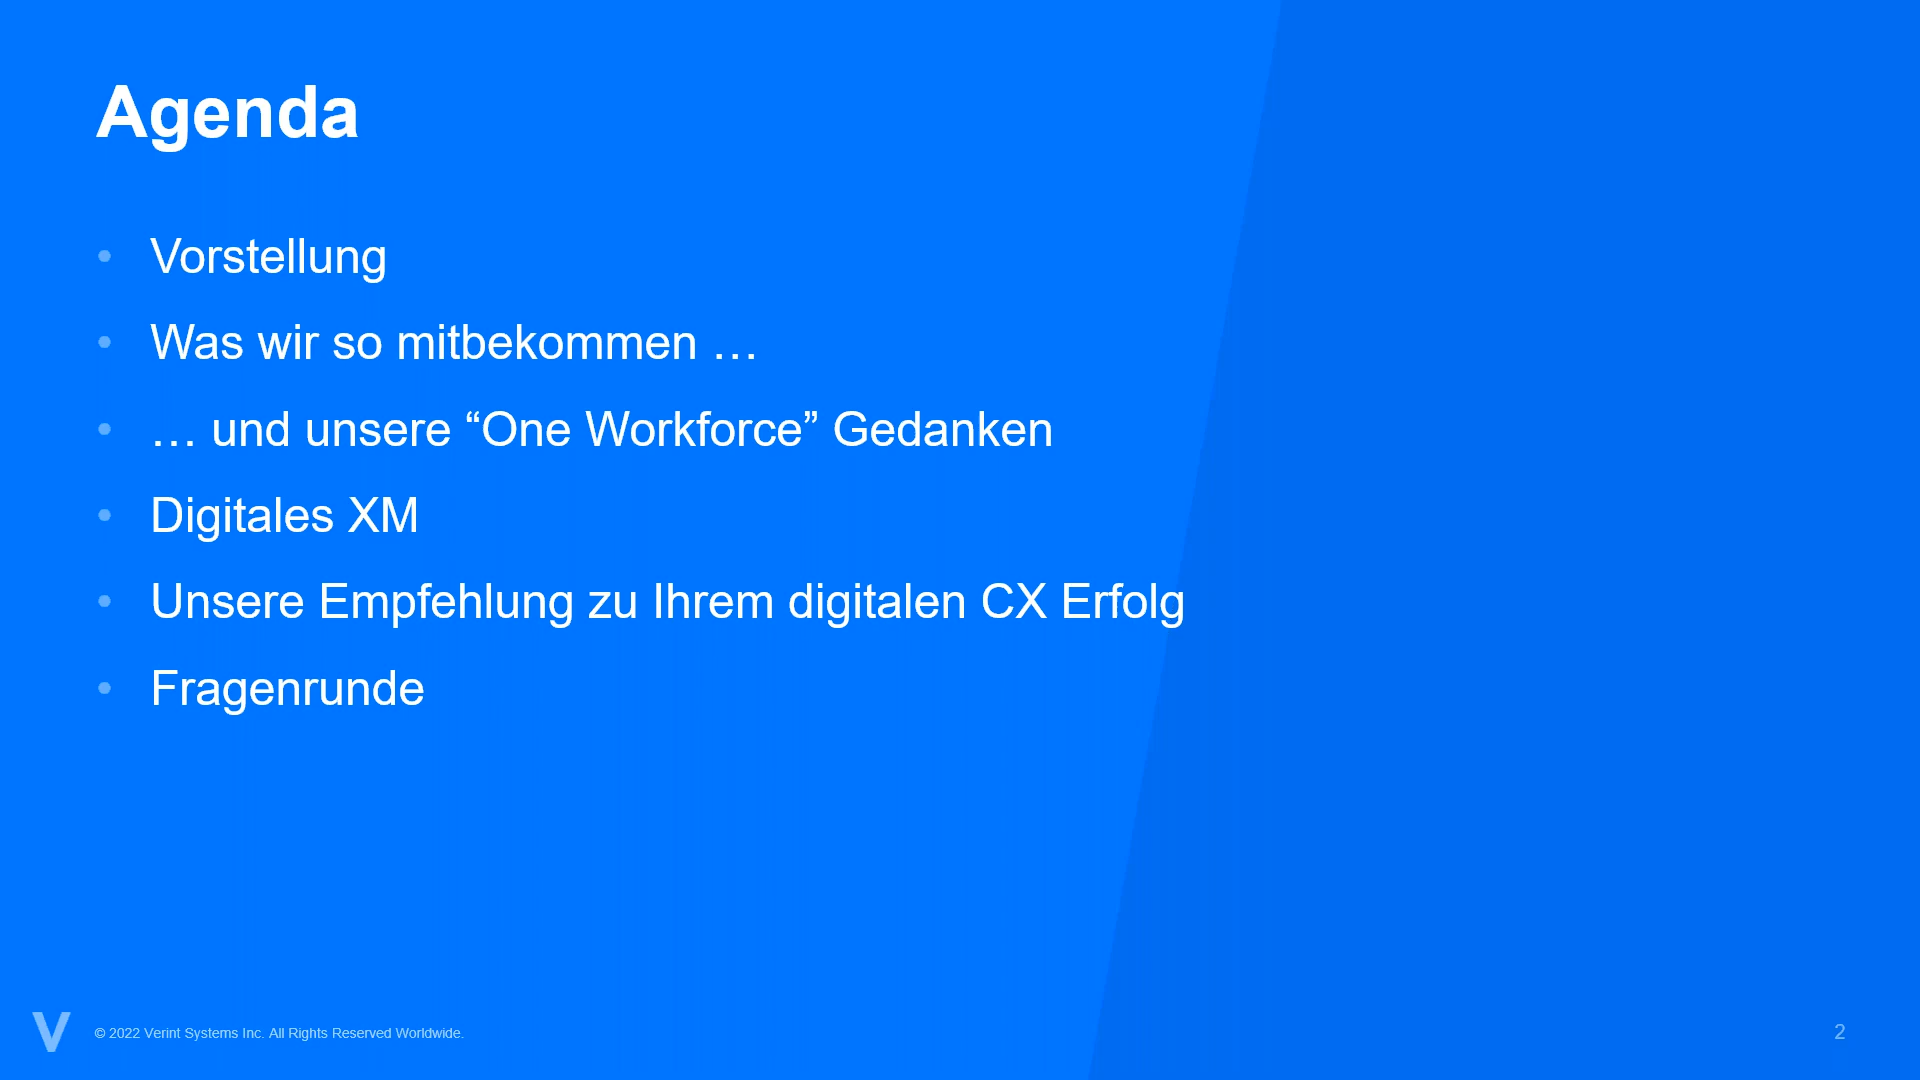 Agenda
• Vorstellung
• Was wir so mitbekommen …
• … und unsere “One Workforce” Gedanken
• Digitales XM
• Unsere Empfehlung zu Ihrem digitalen CX Erfolg
• Fragenrunde
V © 2022 Verint Systems Inc. All Rights Reserved Worldwide.
2